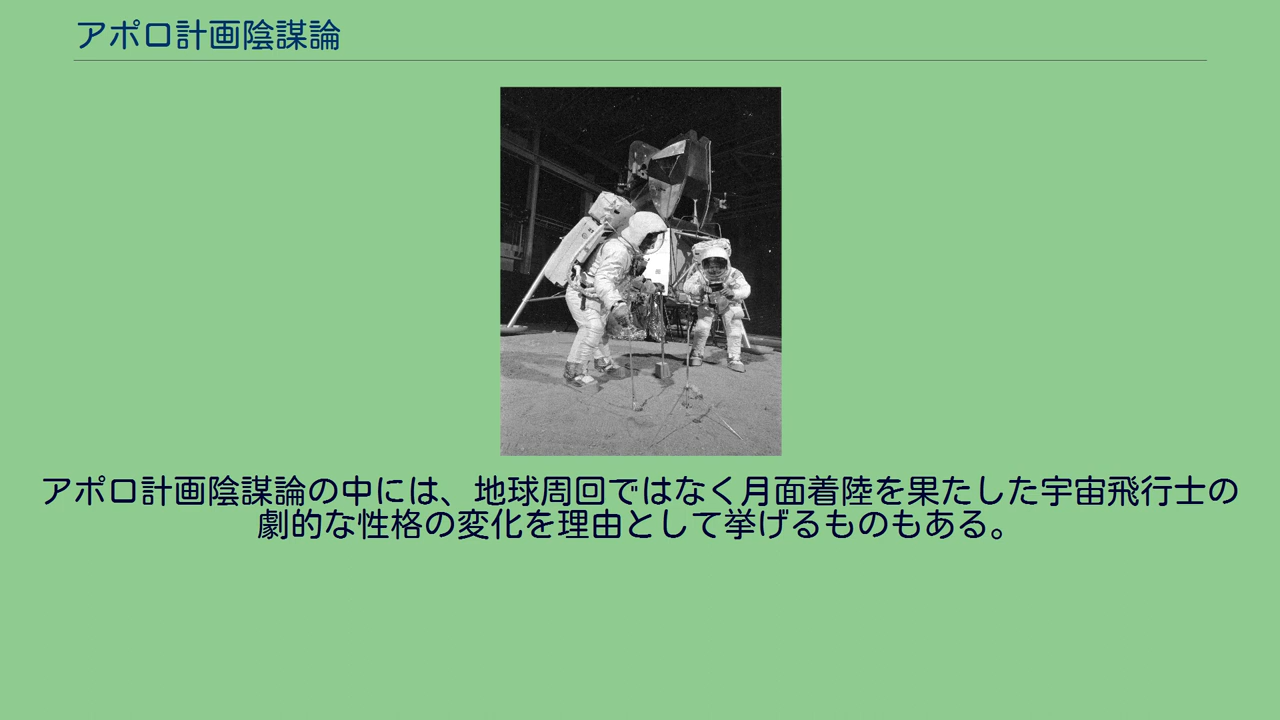 アポロ計画陰謀論
アポロ計画陰謀論の中には、地球周回ではなく月面着陸を果たした宇宙飛行士の
劇的な性格の変化を理由として挙げるものもある。